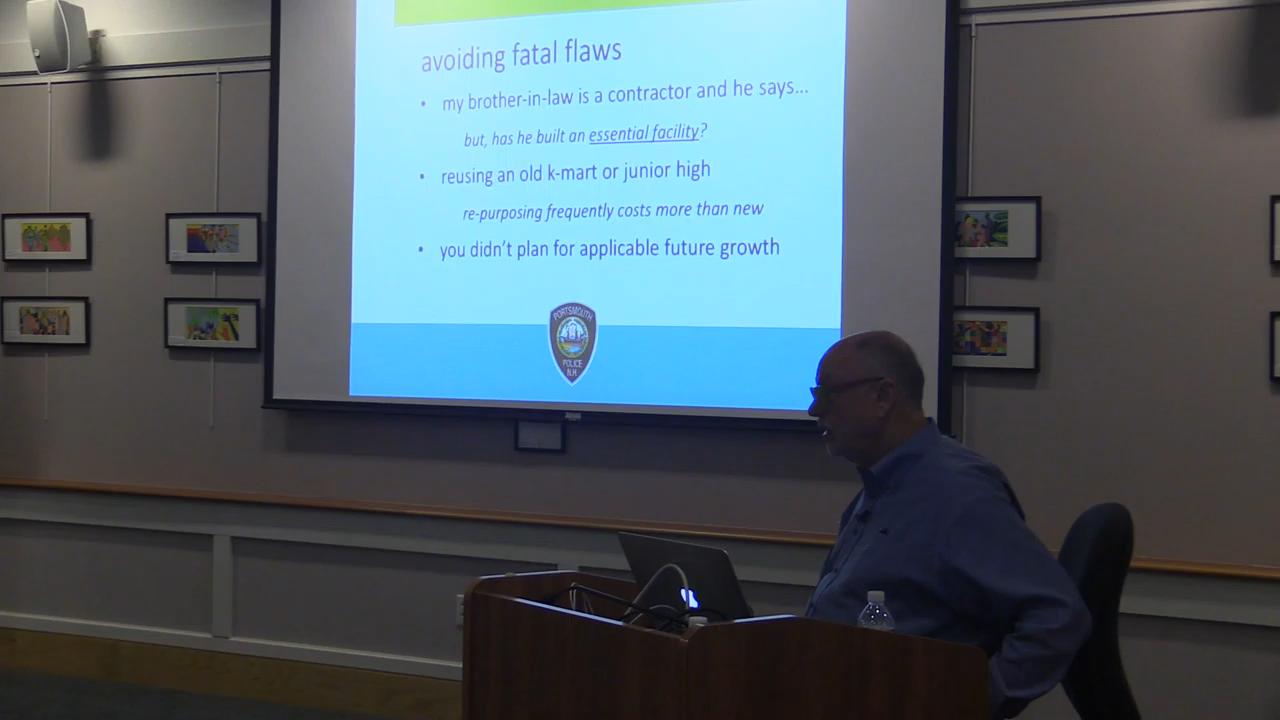 avoiding fatal flaws
• my brother-in-law is a contractor and he says...
but, has he built an essential facility?
• reusing an old k-mart or junior high
re-purposing frequently costs more than new
• you didn't plan for applicable future growth
PORTSMOUTH
POLICE
N.H.